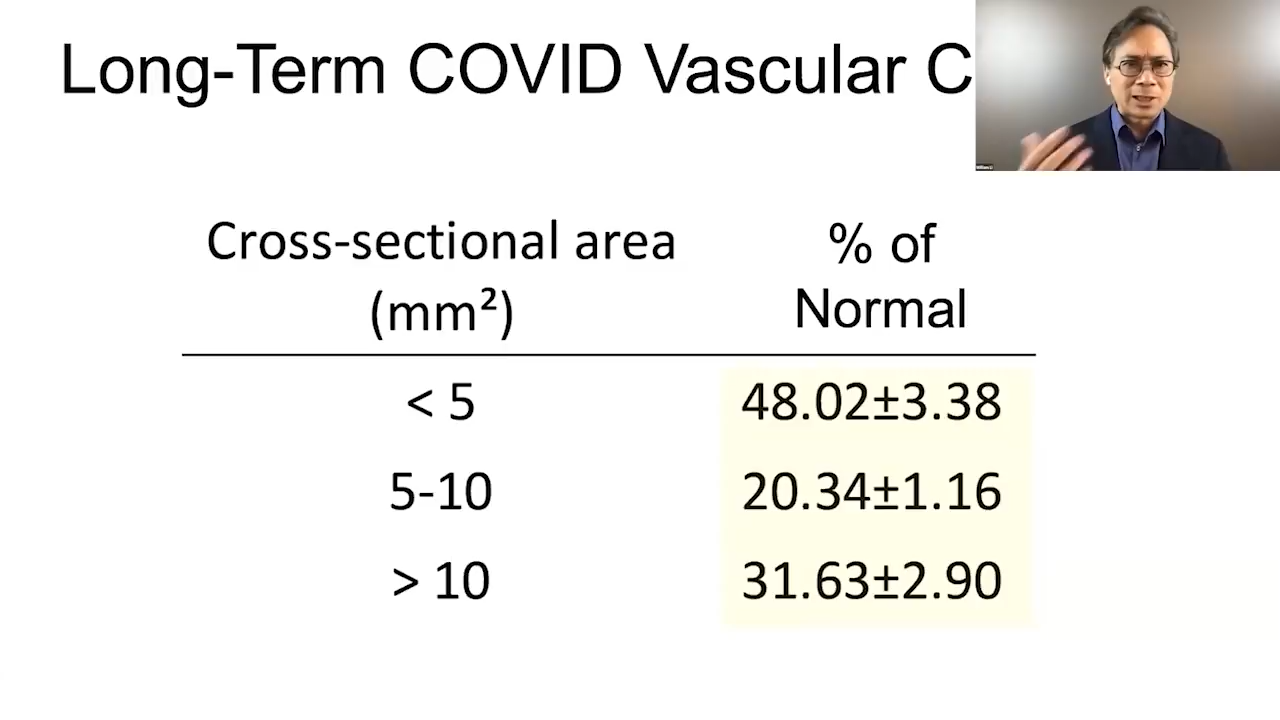 Long-Term COVID Vascular C
Cross-sectional area
(mm²)
% of
Normal
< 5
48.02±3.38
5-10
20.34±1.16
> 10
31.63±2.90